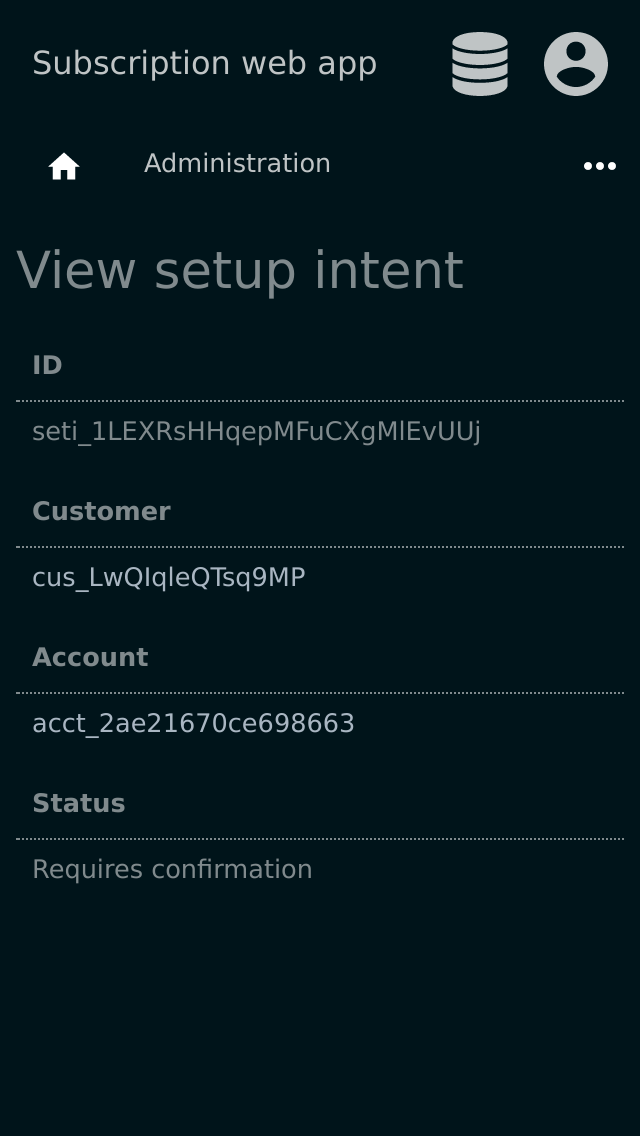 Subscription web app
Administration
View setup intent
ID
seti_1LEXRsHHqepMFuCXgMlEvUUj
Customer
cus_LwQIqleQTsq9MP
Account
acct_2ae21670ce698663
Status
Requires confirmation